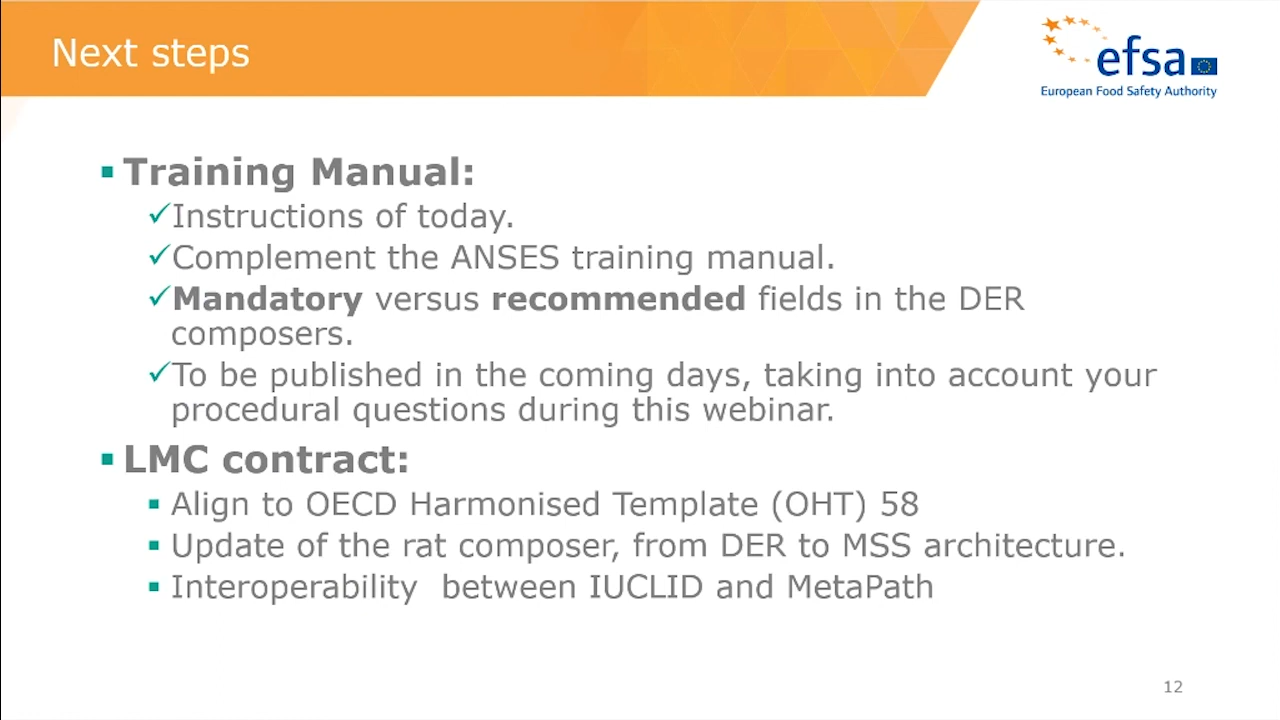 Next steps
efsa
European Food Safety Authority
Training Manual:
Instructions of today.
Complement the ANSES training manual.
Mandatory versus recommended fields in the DER
composers.
To be published in the coming days, taking into account your
procedural questions during this webinar.
LMC contract:
Align to OECD Harmonised Template (OHT) 58
Update of the rat composer, from DER to MSS architecture.
Interoperability  between IUCLID and MetaPath
12